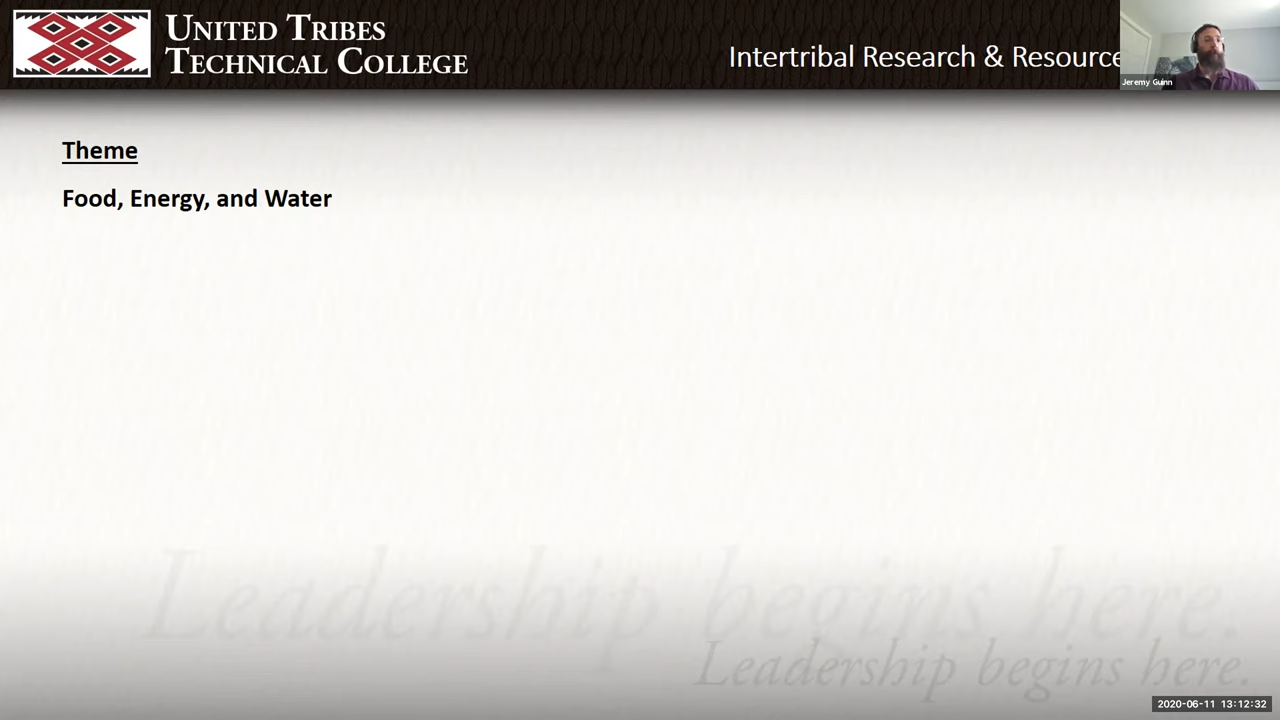 UNITED TRIBES
TECHNICAL COLLEGE
Intertribal Research & Resource
Jeremy Guinn
Theme
Food, Energy, and Water
Leadership begins here.
Leadership begins here.
2020-06-11 13:12:32